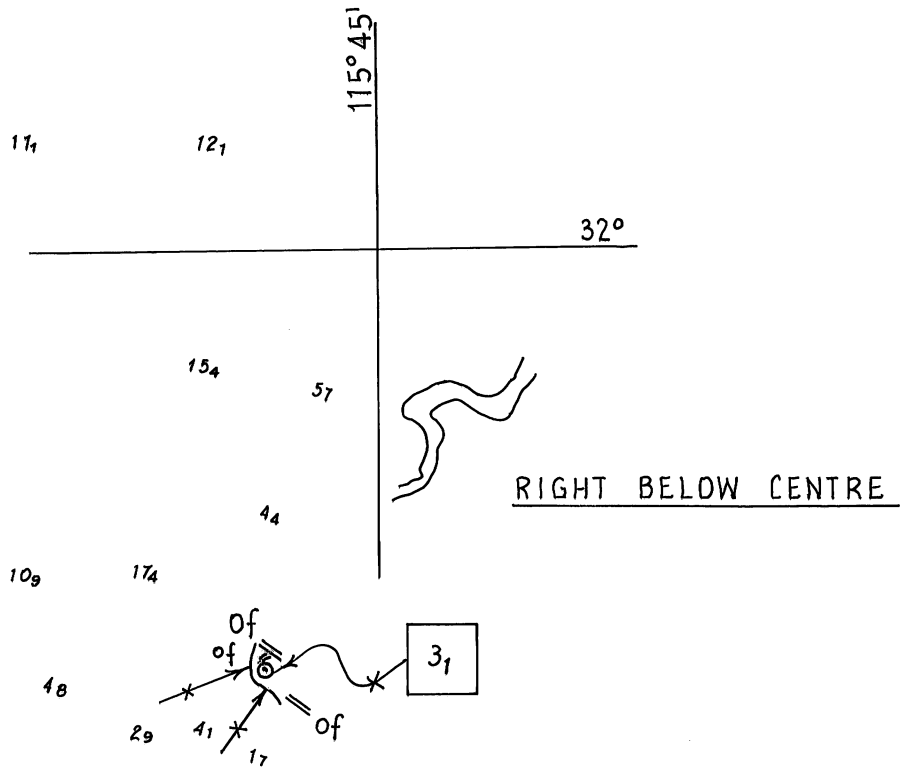 115° 45'
17₁ 12₁
32°
15₄
5₇
RIGHT BELOW CENTRE
4₄
10₉ 17₄
Of
of
3₁
4₈
2₉ 4₁ Of
1₇